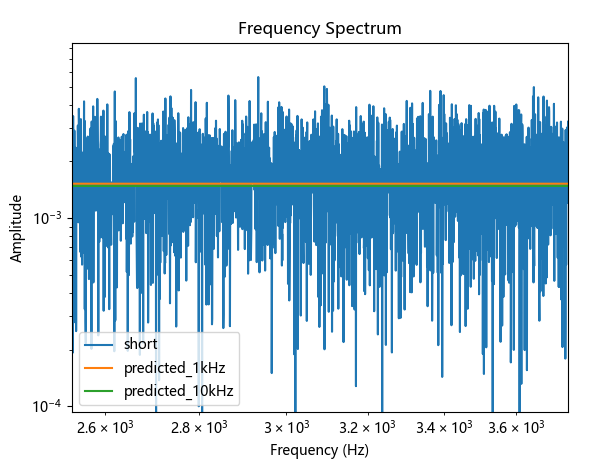 Frequency Spectrum
Amplitude
10⁻³
10⁻⁴
short
predicted_1kHz
predicted_10kHz
2.6 × 10³ 2.8 × 10³ 3 × 10³ 3.2 × 10³ 3.4 × 10³ 3.6 × 10³
Frequency (Hz)